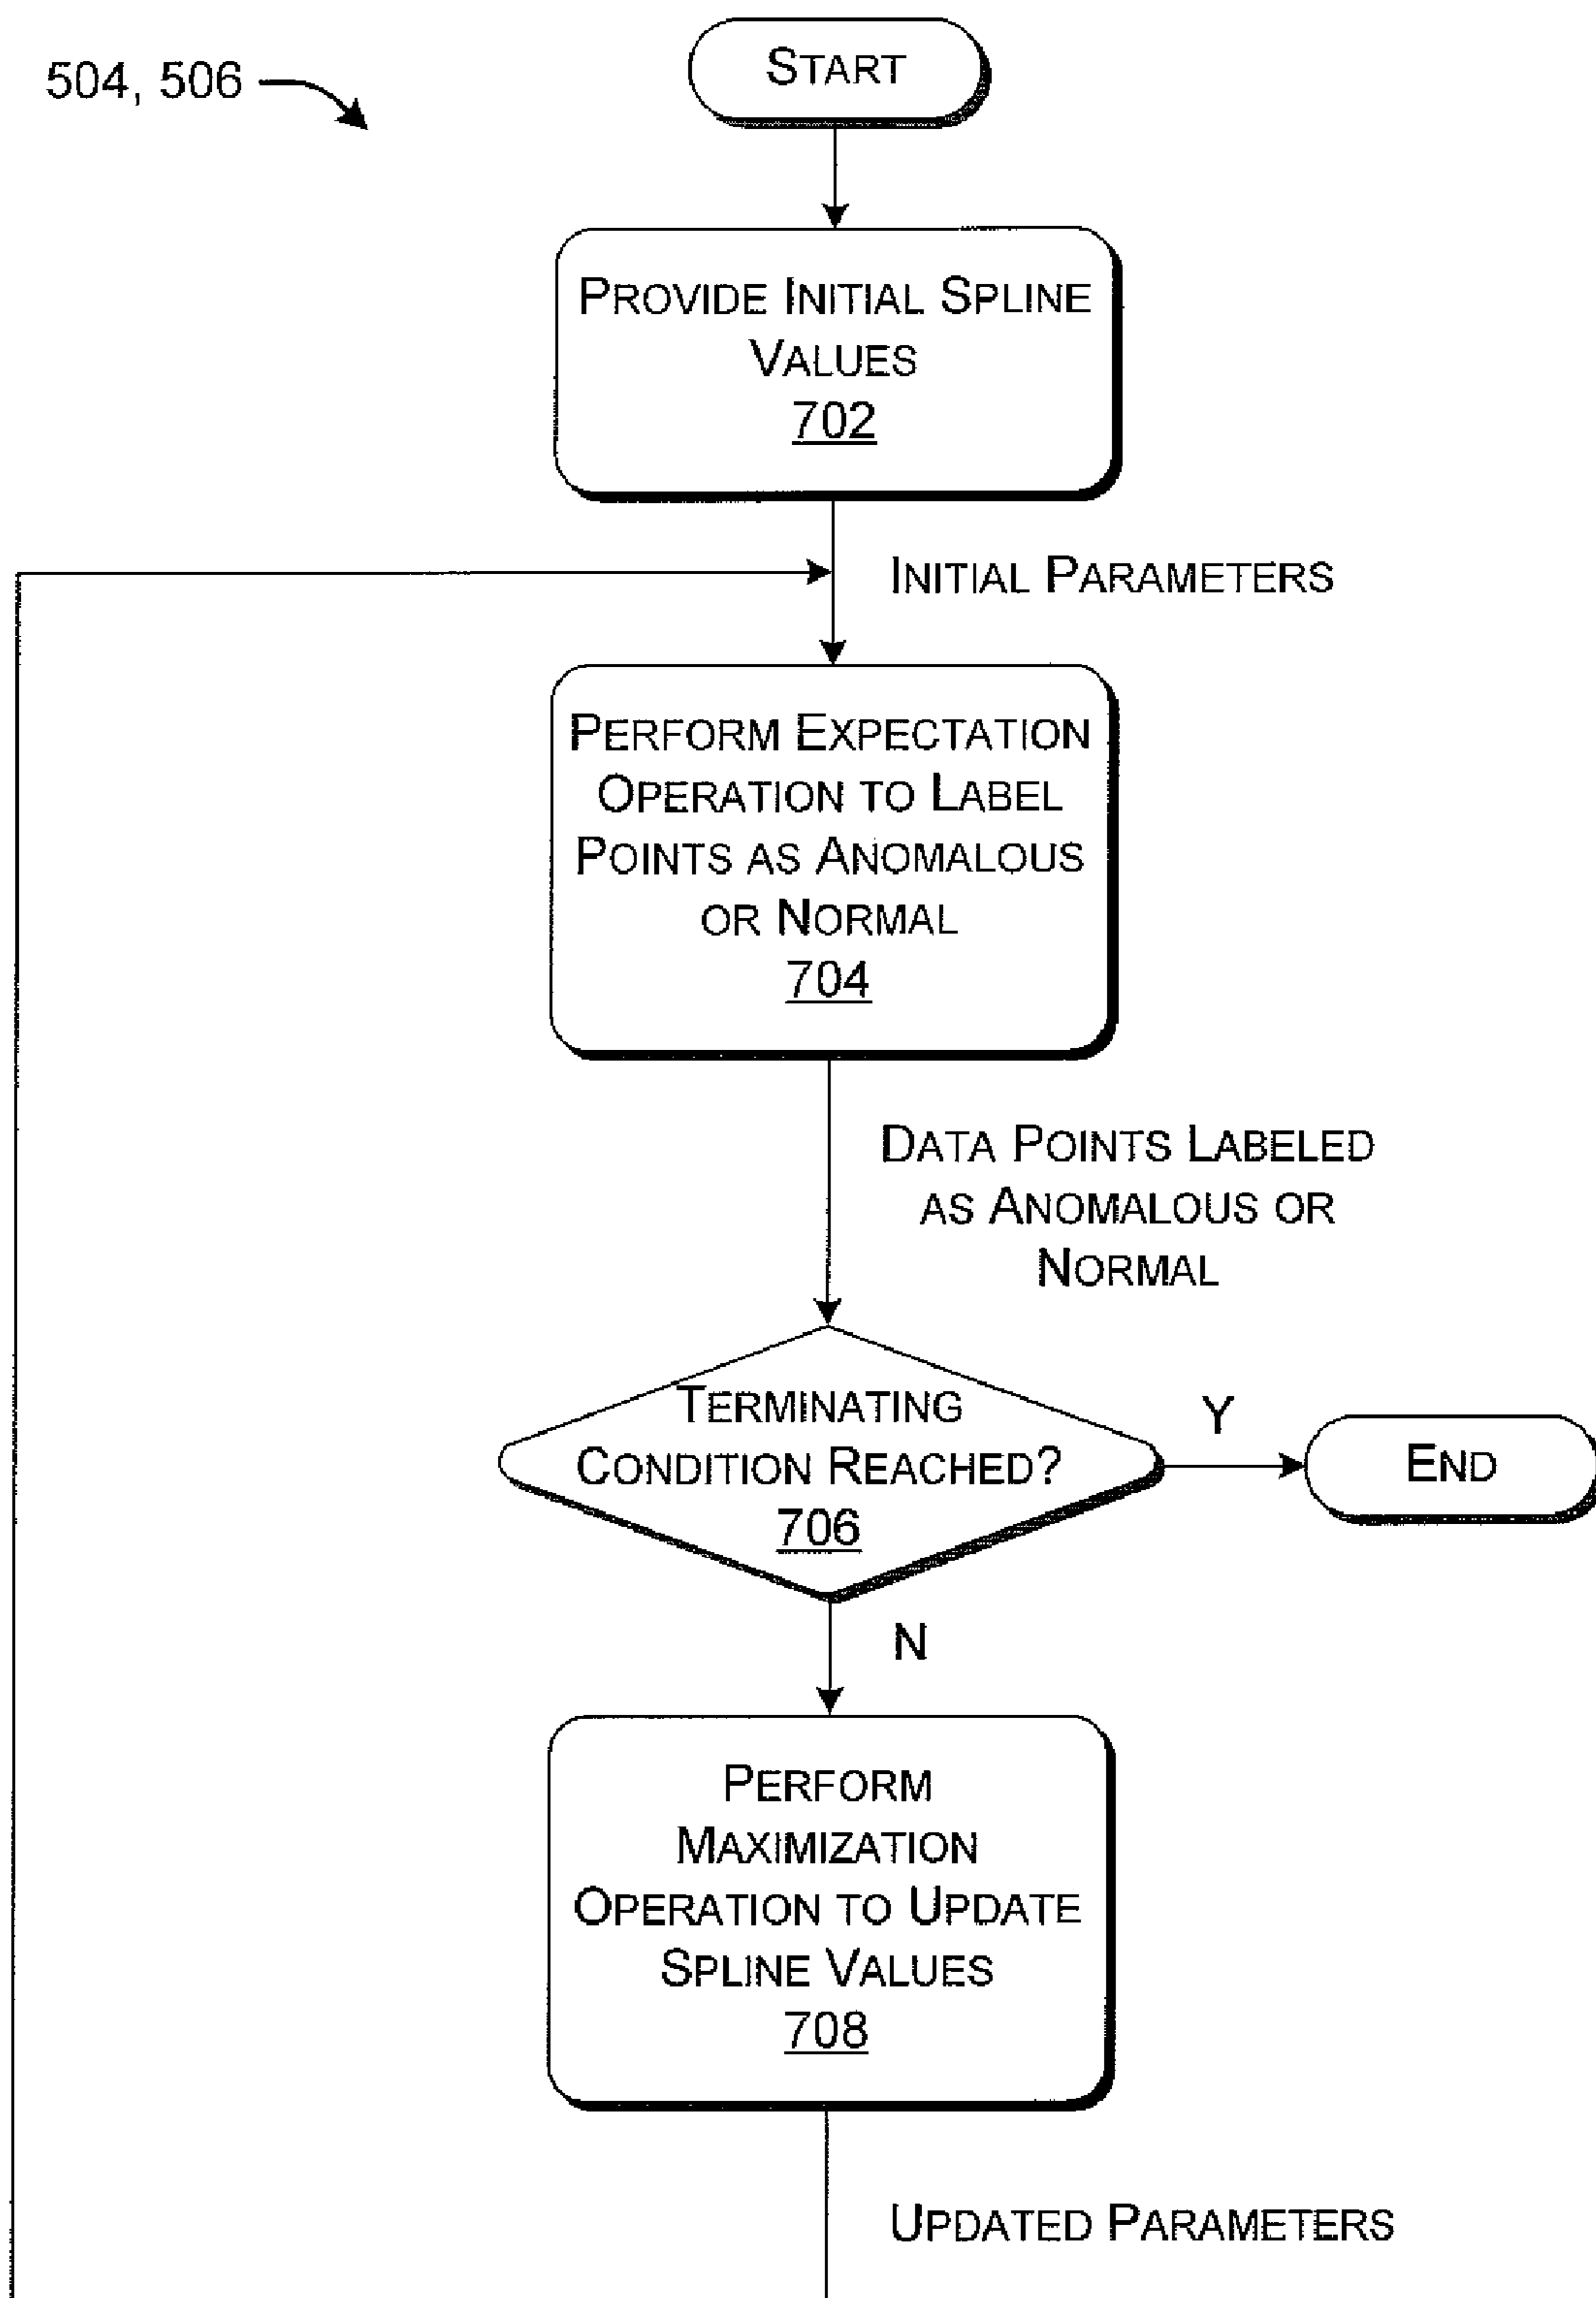 504, 506
START
PROVIDE INITIAL SPLINE
VALUES
702
INITIAL PARAMETERS
PERFORM EXPECTATION
OPERATION TO LABEL
POINTS AS ANOMALOUS
OR NORMAL
704
DATA POINTS LABELED
AS ANOMALOUS OR
NORMAL
TERMINATING
CONDITION REACHED?
706
Y
END
N
PERFORM
MAXIMIZATION
OPERATION TO UPDATE
SPLINE VALUES
708
UPDATED PARAMETERS